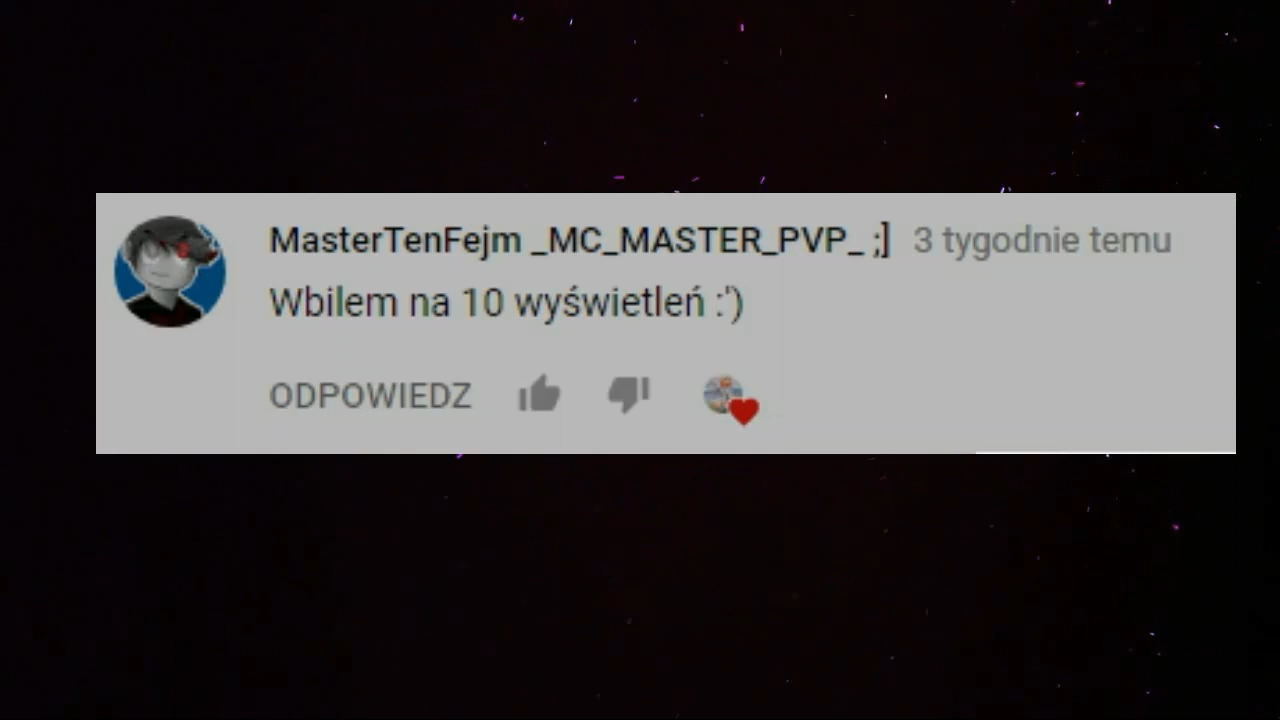 MasterTenFejm _MC_MASTER_PVP_ ;] 3 tygodnie temu
Wbilem na 10 wyświetleń :')
ODPOWIEDZ